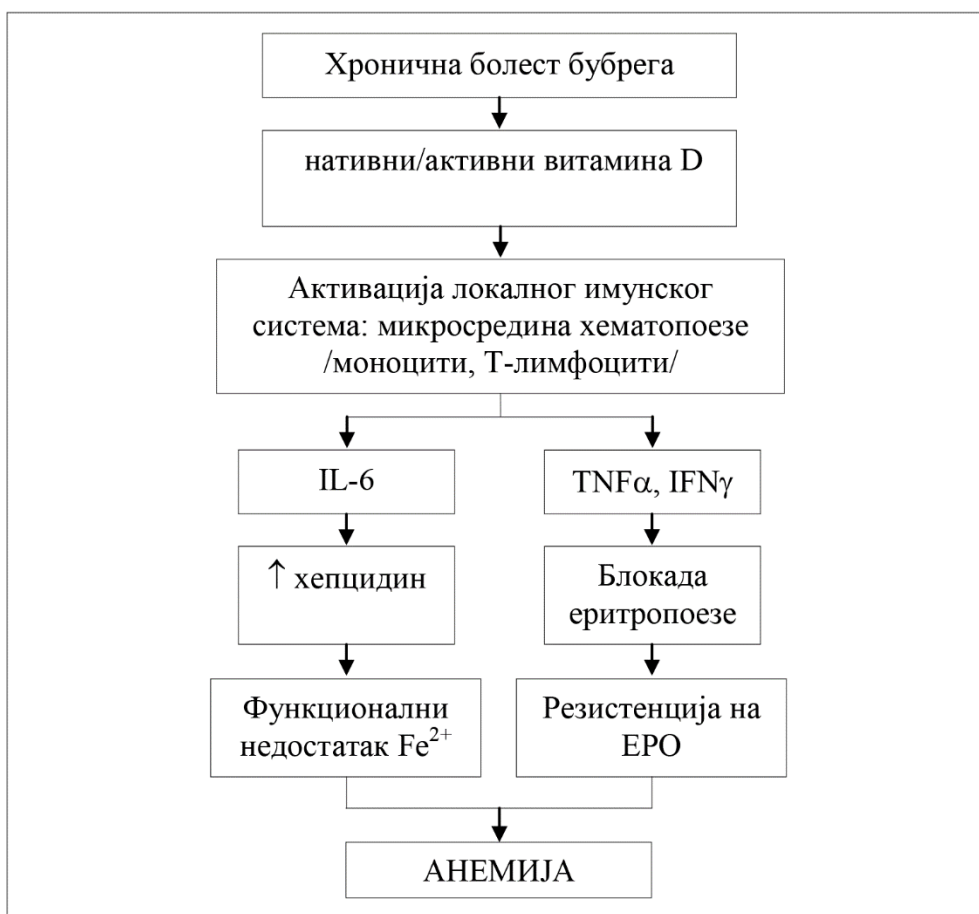 Хронична болест бубрега
нативни/активни витамина D
Активација локалног имунског
система: микросредина хематопоезе
/моноцити, Т-лимфоцити/
IL-6
TNFα, IFNγ
↑ хепцидин
Блокада
еритропоезе
Функционални
недостатак Fe²⁺
Резистенција на
ЕРО
АНЕМИЈА